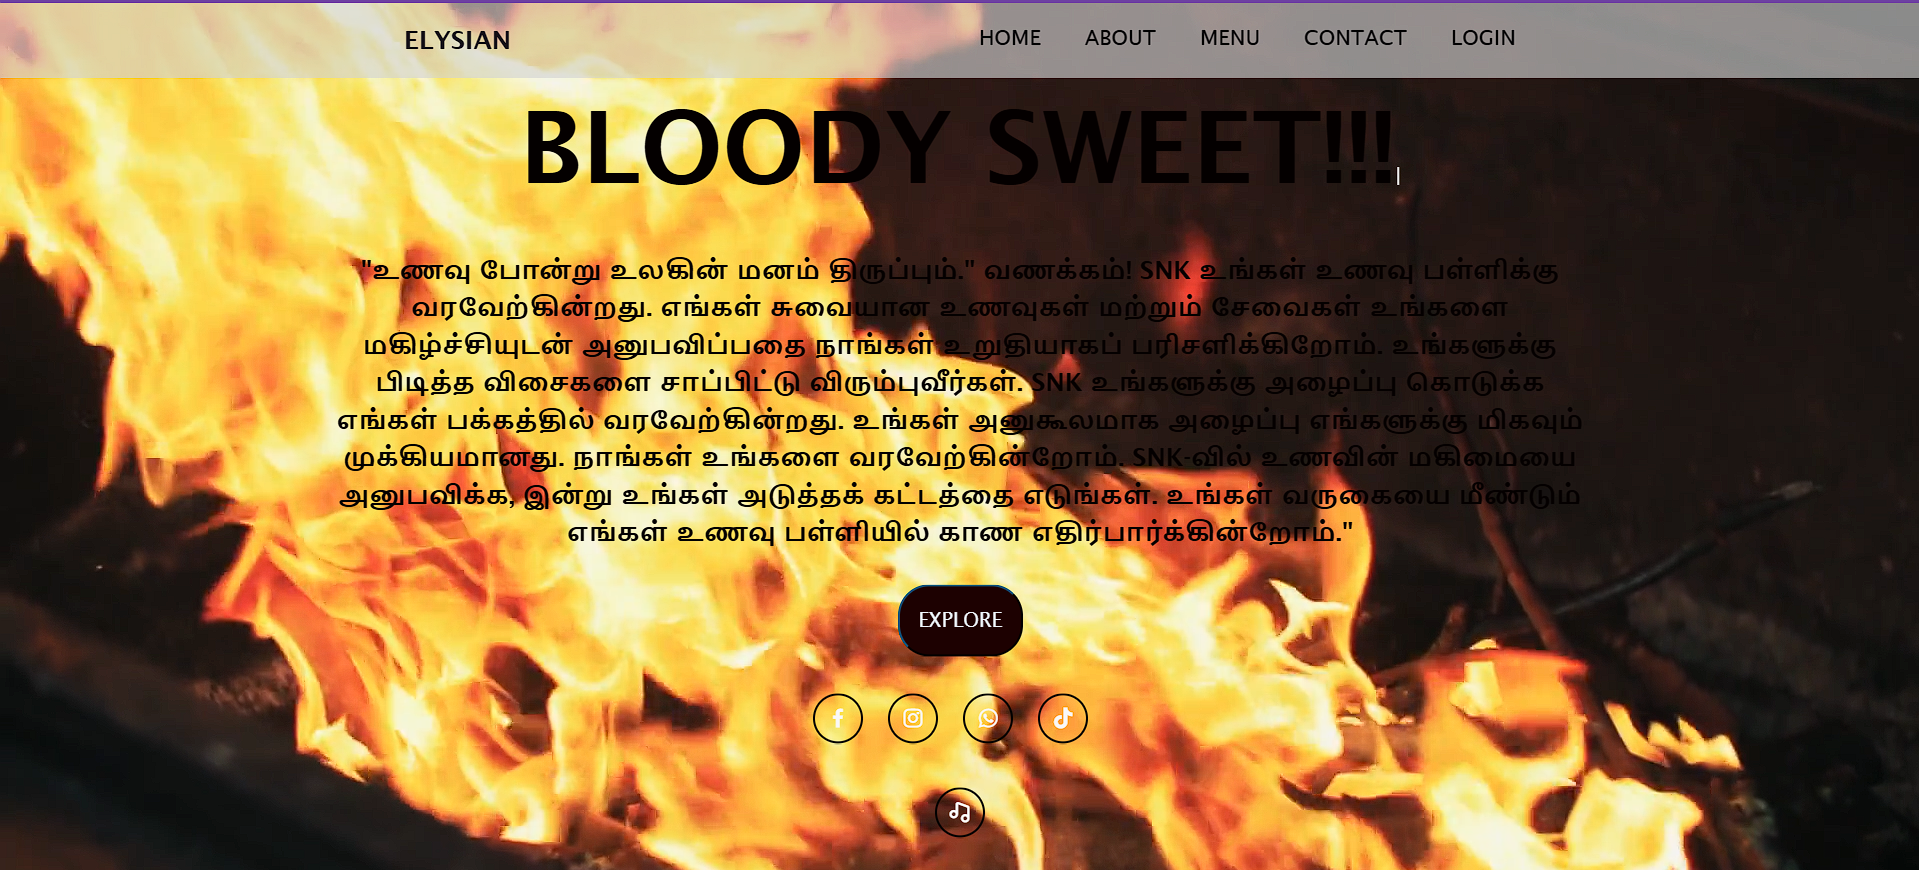 ELYSIAN
HOME ABOUT MENU CONTACT LOGIN
BLOODY SWEET!!!
"உணவு போன்று உலகின் மனம் திருப்பும்." வணக்கம்! SNK உங்கள் உணவு பள்ளிக்கு
வரவேற்கின்றது. எங்கள் சுவையான உணவுகள் மற்றும் சேவைகள் உங்களை
மகிழ்ச்சியுடன் அனுபவிப்பதை நாங்கள் உறுதியாகப் பரிசளிக்கிறோம். உங்களுக்கு
பிடித்த விசைகளை சாப்பிட்டு விரும்புவீர்கள். SNK உங்களுக்கு அழைப்பு கொடுக்க
எங்கள் பக்கத்தில் வரவேற்கின்றது. உங்கள் அனுகூலமாக அழைப்பு எங்களுக்கு மிகவும்
முக்கியமானது. நாங்கள் உங்களை வரவேற்கின்றோம். SNK-வில் உணவின் மகிமையை
அனுபவிக்க, இன்று உங்கள் அடுத்தக் கட்டத்தை எடுங்கள். உங்கள் வருகையை மீண்டும்
எங்கள் உணவு பள்ளியில் காண எதிர்பார்க்கின்றோம்."
EXPLORE